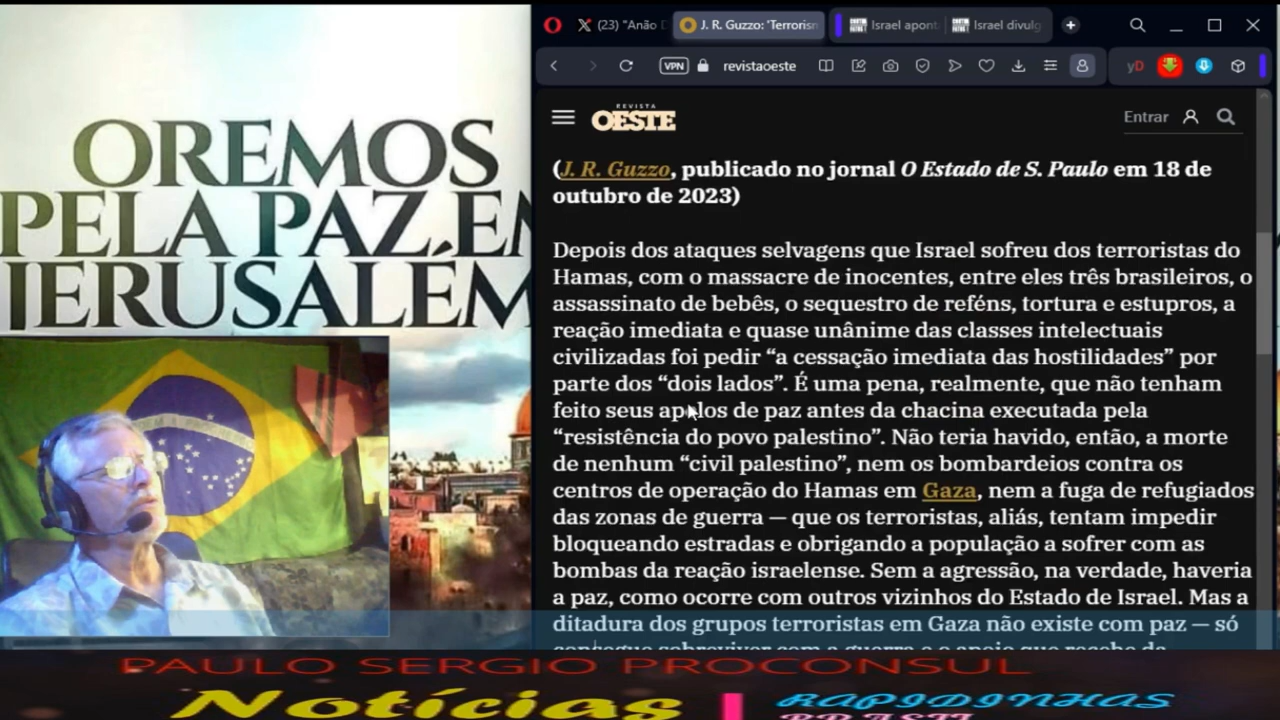 OREMOS
PELA PAZ EM
JERUSALÉM
(23) "Anão D
J. R. Guzzo: 'Terrorism
Israel apont
Israel divulg
VPN
revistaoeste
yD
REVISTA
OESTE
Entrar
(J. R. Guzzo, publicado no jornal O Estado de S. Paulo em 18 de
outubro de 2023)
Depois dos ataques selvagens que Israel sofreu dos terroristas do
Hamas, com o massacre de inocentes, entre eles três brasileiros, o
assassinato de bebês, o sequestro de reféns, tortura e estupros, a
reação imediata e quase unânime das classes intelectuais
civilizadas foi pedir “a cessação imediata das hostilidades” por
parte dos “dois lados”. É uma pena, realmente, que não tenham
feito seus apelos de paz antes da chacina executada pela
“resistência do povo palestino”. Não teria havido, então, a morte
de nenhum “civil palestino”, nem os bombardeios contra os
centros de operação do Hamas em Gaza, nem a fuga de refugiados
das zonas de guerra — que os terroristas, aliás, tentam impedir
bloqueando estradas e obrigando a população a sofrer com as
bombas da reação israelense. Sem a agressão, na verdade, haveria
a paz, como ocorre com outros vizinhos do Estado de Israel. Mas a
ditadura dos grupos terroristas em Gaza não existe com paz — só
consegue sobreviver com a guerra e o apoio que recebe da
PAULO SERGIO PROCONSUL
Notícias
RAPIDINHAS
BRASIL